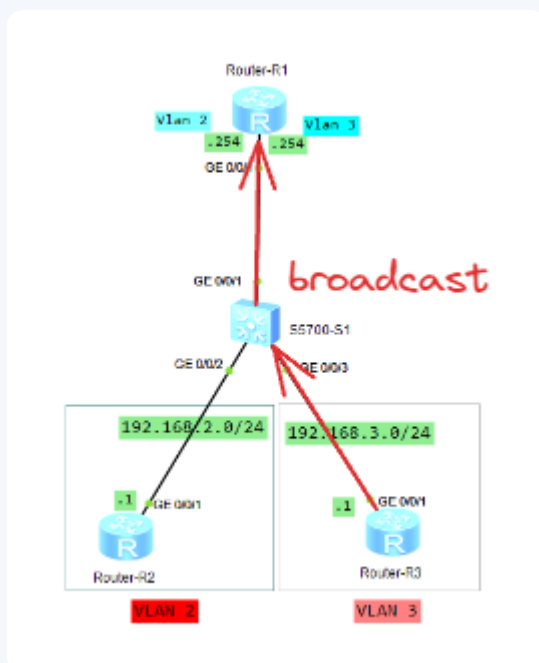 Router-R1
Vlan 2
Vlan 3
.254
.254
GE 0/0/
GE 0/0/1
broadcast
S5700-S1
GE 0/0/2
GE 0/0/3
192.168.2.0/24
192.168.3.0/24
.1
GE 0/0/1
.1
GE 0/0/1
R
R
R
Router-R2
Router-R3
VLAN 2
VLAN 3